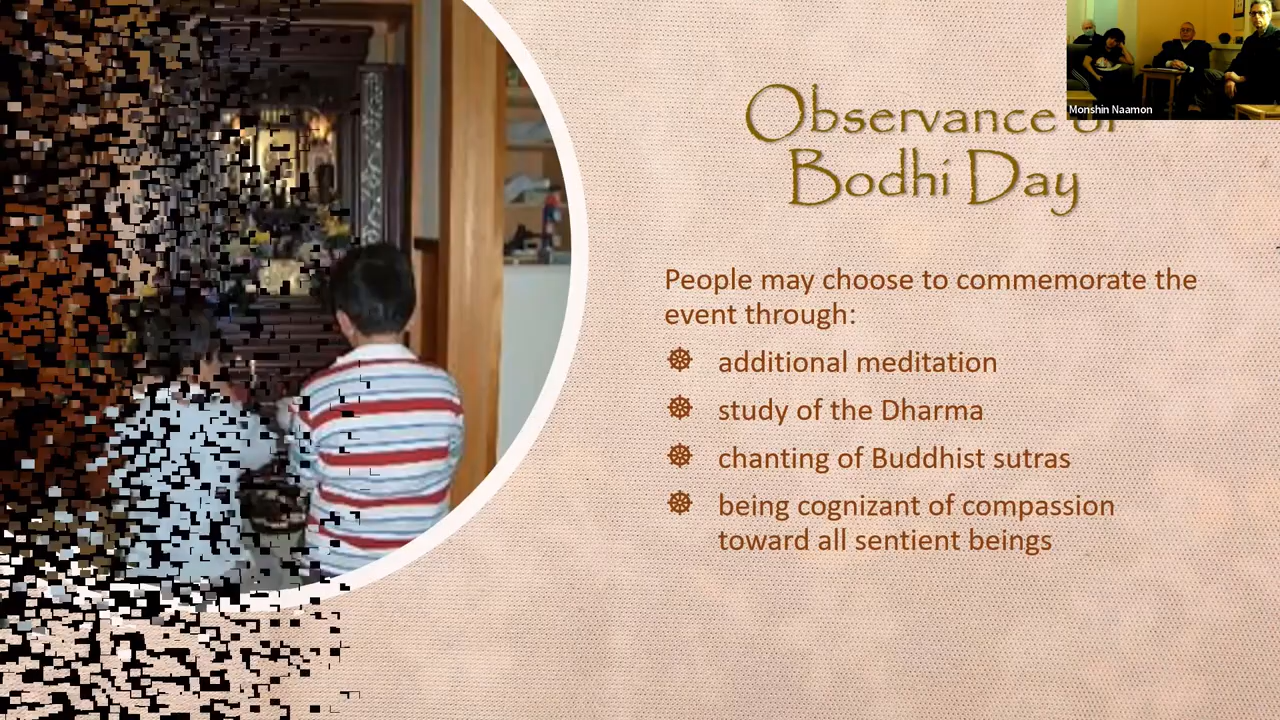 Monshin Naamon
Observance of
Bodhi Day
People may choose to commemorate the
event through:
additional meditation
study of the Dharma
chanting of Buddhist sutras
being cognizant of compassion
toward all sentient beings